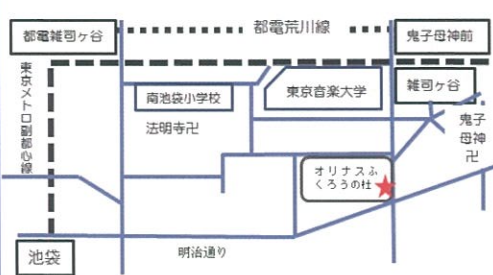 都電雑司ヶ谷
都電荒川線
鬼子母神前
東京メトロ副都心線
南池袋小学校
東京音楽大学
雑司ヶ谷
法明寺卍
鬼子
母神
卍
オリナスふ
くろうの杜
池袋
明治通り